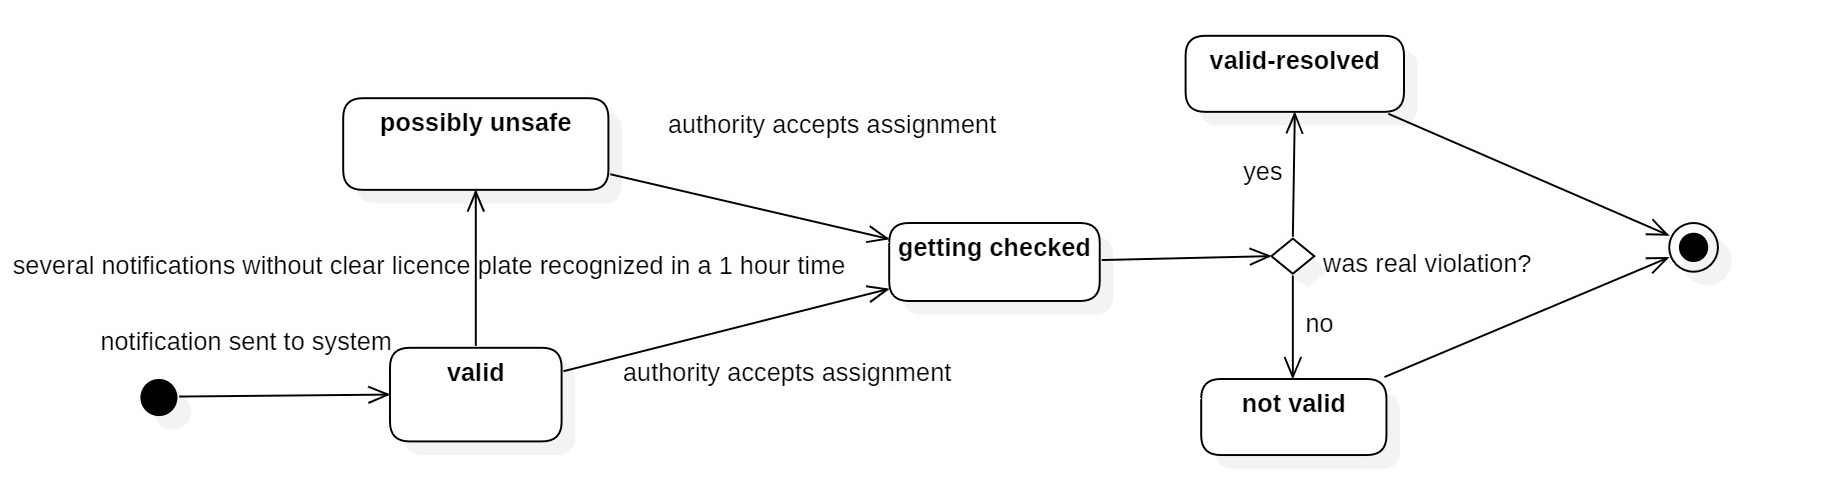 valid-resolved
possibly unsafe
authority accepts assignment
yes
getting checked
several notifications without clear licence plate recognized in a 1 hour time
was real violation?
no
notification sent to system
valid
authority accepts assignment
not valid